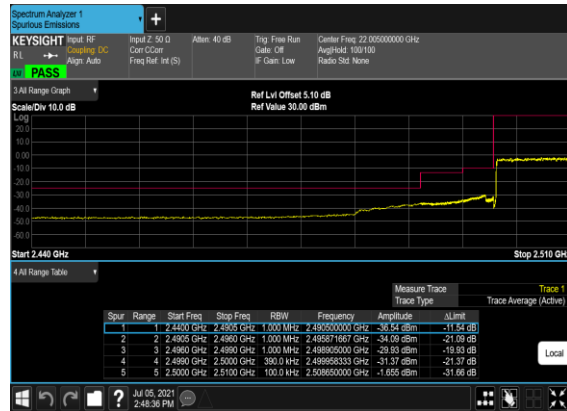 Spectrum Analyzer 1
Spurious Emissions
+
KEYSIGHT Input: RF Input Z: 50 Ω Atten: 40 dB Trig: Free Run Center Freq: 22.005000000 GHz
RL Coupling: DC Corr CCorr Gate: Off Avg|Hold: 100/100
Align: Auto Freq Ref: Int (S) IF Gain: Low Radio Std: None
PASS
3 All Range Graph
Ref Lvl Offset 5.10 dB
Scale/Div 10.0 dB Ref Value 30.00 dBm
Log
20.0
10.0
0.00
-10.0
-20.0
-30.0
-40.0
-50.0
-60.0
Start 2.440 GHz Stop 2.510 GHz
4 All Range Table
Measure Trace Trace 1
Trace Type Trace Average (Active)
Spur Range Start Freq Stop Freq RBW Frequency Amplitude ΔLimit
1 1 2.4400 GHz 2.4905 GHz 1.000 MHz 2.490500000 GHz -36.54 dBm -11.54 dB
2 2 2.4905 GHz 2.4960 GHz 1.000 MHz 2.495871667 GHz -34.09 dBm -21.09 dB
3 3 2.4960 GHz 2.4990 GHz 1.000 MHz 2.498905000 GHz -29.93 dBm -19.93 dB
4 4 2.4990 GHz 2.5000 GHz 390.0 kHz 2.499958333 GHz -31.37 dBm -21.37 dB
5 5 2.5000 GHz 2.5100 GHz 100.0 kHz 2.508650000 GHz -1.655 dBm -31.66 dB
Local
? Jul 05, 2021
2:48:36 PM